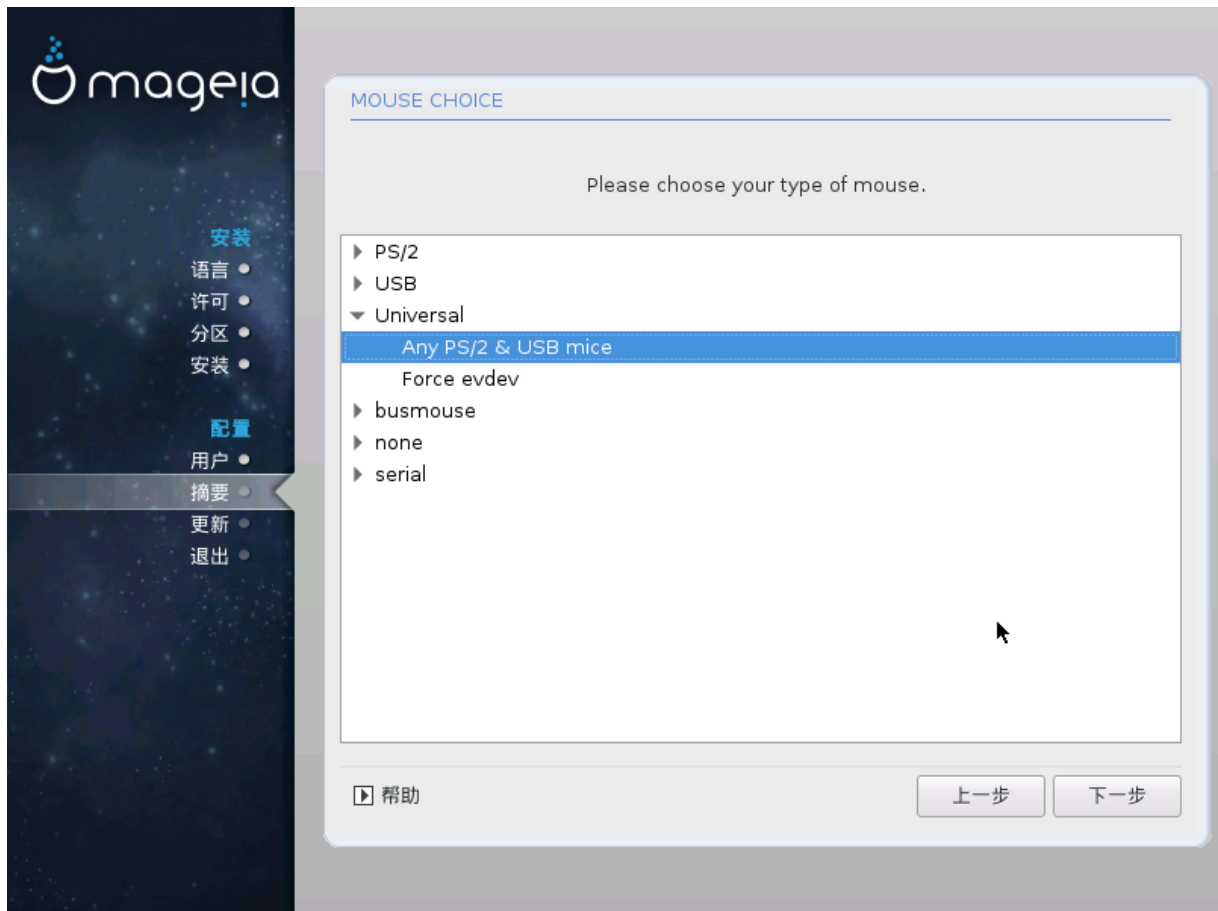 mageia
安装
语言
许可
分区
安装
配置
用户
摘要
更新
退出
MOUSE CHOICE
Please choose your type of mouse.
PS/2
USB
Universal
Any PS/2 & USB mice
Force evdev
busmouse
none
serial
帮助
上一步
下一步